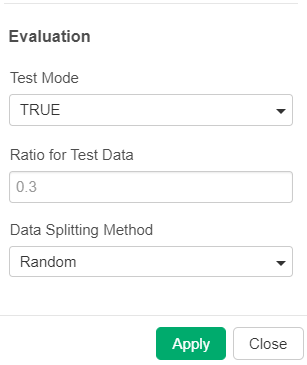 Evaluation
Test Mode
TRUE
Ratio for Test Data
0.3
Data Splitting Method
Random
Apply Close